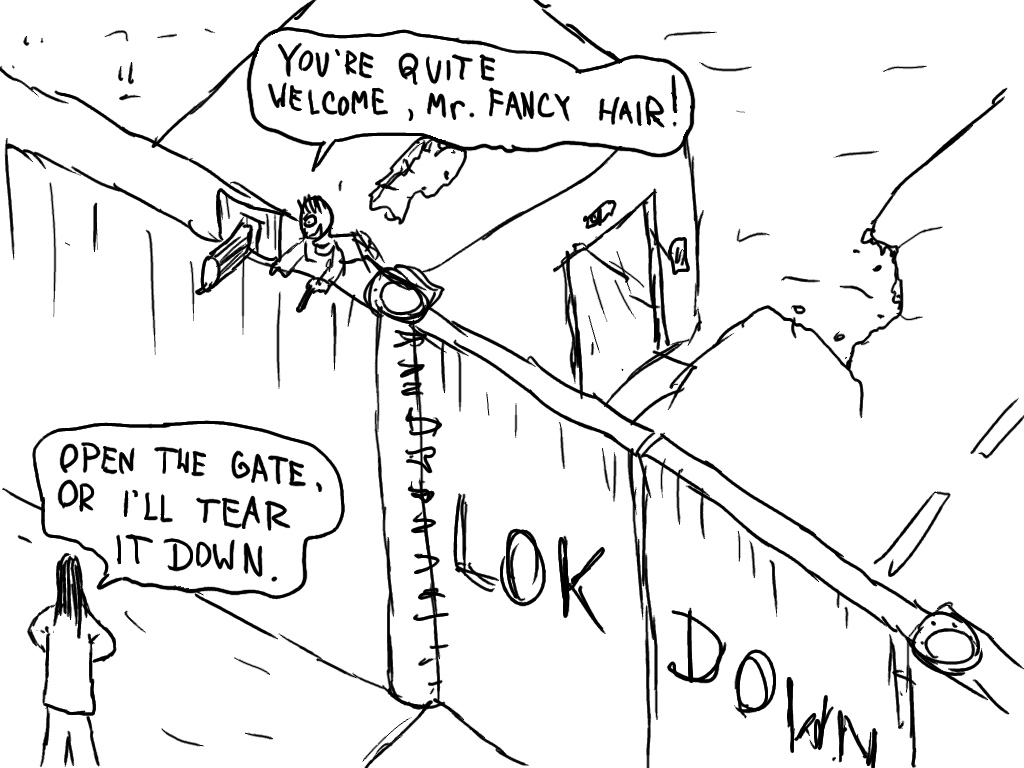 YOU'RE QUITE
WELCOME, Mr. FANCY HAIR!
OPEN THE GATE,
OR I'LL TEAR
IT DOWN.
LOK
DOWN